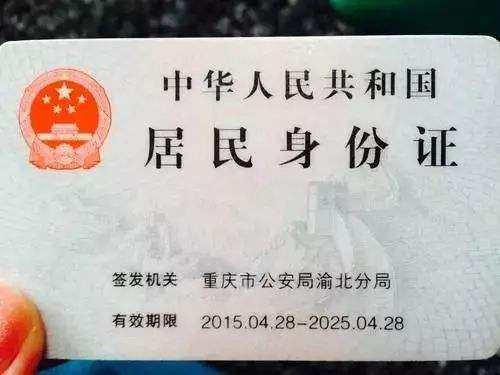 中华人民共和国
居民身份证
签发机关 重庆市公安局渝北分局
有效期限 2015.04.28-2025.04.28